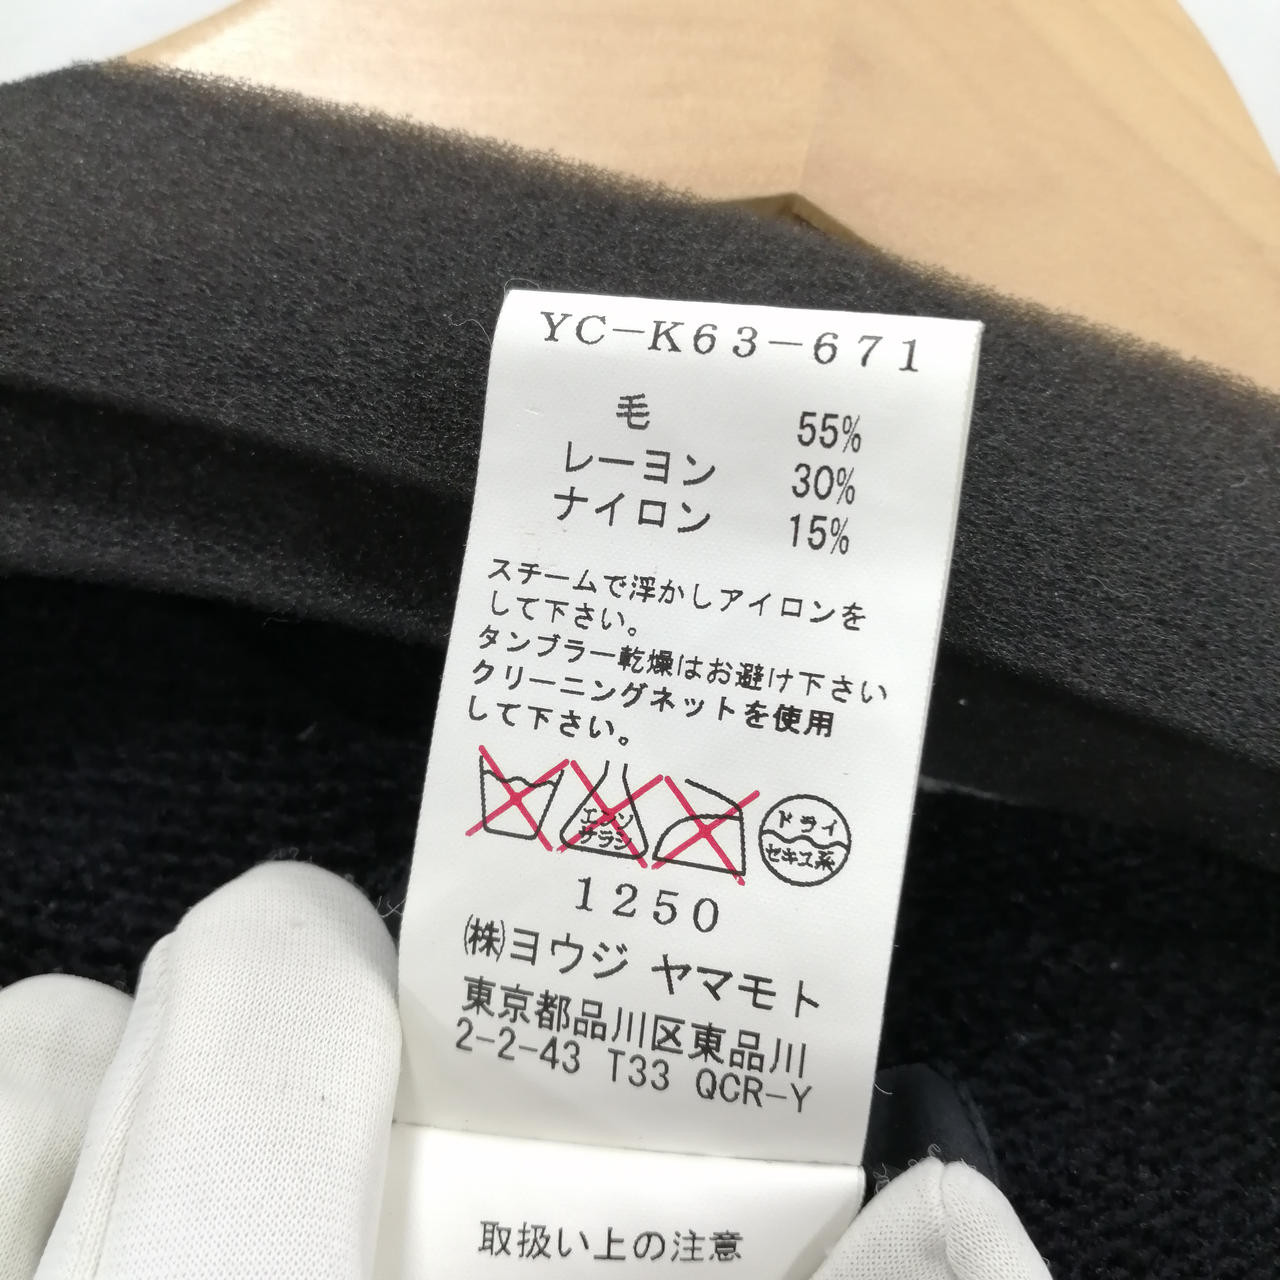 YC-K63-671
毛 55%
レーヨン 30%
ナイロン 15%
スチームで浮かしアイロンを
して下さい。
タンブラー乾燥はお避け下さい
クリーニングネットを使用
して下さい。
エンソ
サラシ
ドライ
セキユ系
1250
㈱ヨウジ ヤマモト
東京都品川区東品川
2-2-43 T33 QCR-Y
取扱い上の注意